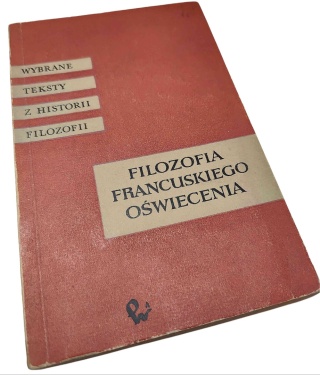 WYBRANE
TEKSTY
Z HISTORII
FILOZOFII
FILOZOFIA
FRANCUSKIEGO
OŚWIECENIA